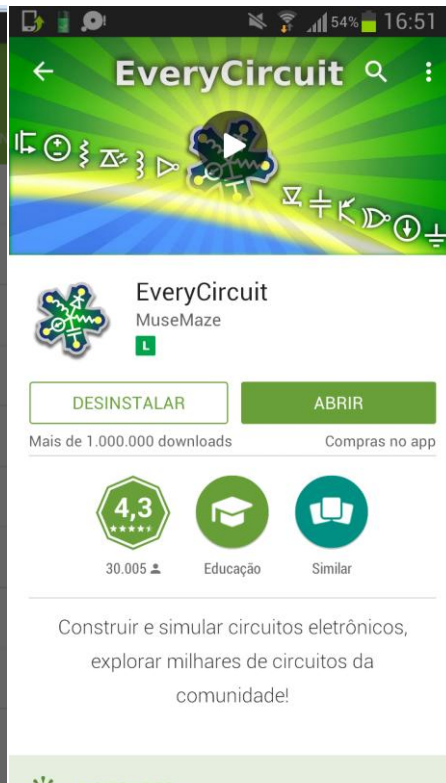 54% 16:51
EveryCircuit
EveryCircuit
MuseMaze
L
DESINSTALAR
ABRIR
Mais de 1.000.000 downloads
Compras no app
4,3
30.005
Educação
Similar
Construir e simular circuitos eletrônicos,
explorar milhares de circuitos da
comunidade!